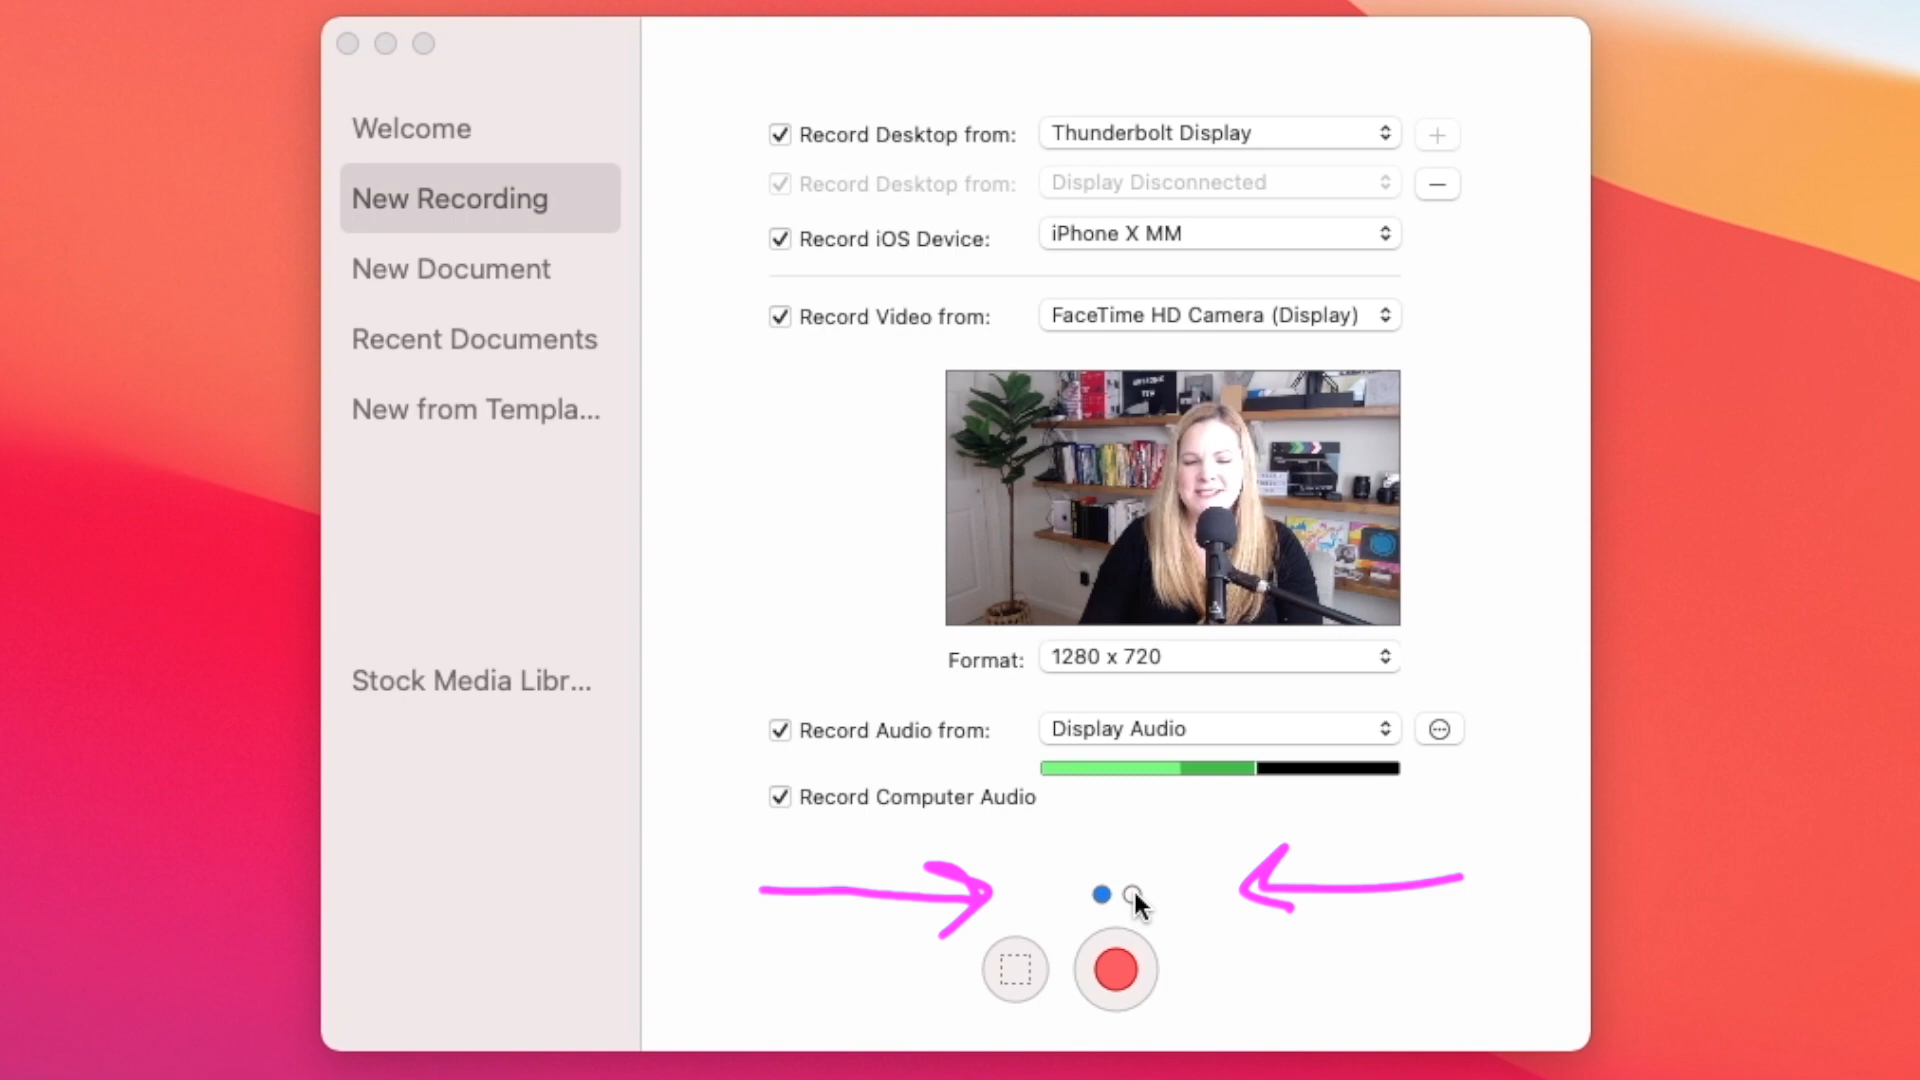 Welcome
New Recording
New Document
Recent Documents
New from Templa...
Stock Media Libr...
Record Desktop from: Thunderbolt Display
Record Desktop from: Display Disconnected
Record iOS Device: iPhone X MM
Record Video from: FaceTime HD Camera (Display)
Format: 1280 x 720
Record Audio from: Display Audio
Record Computer Audio